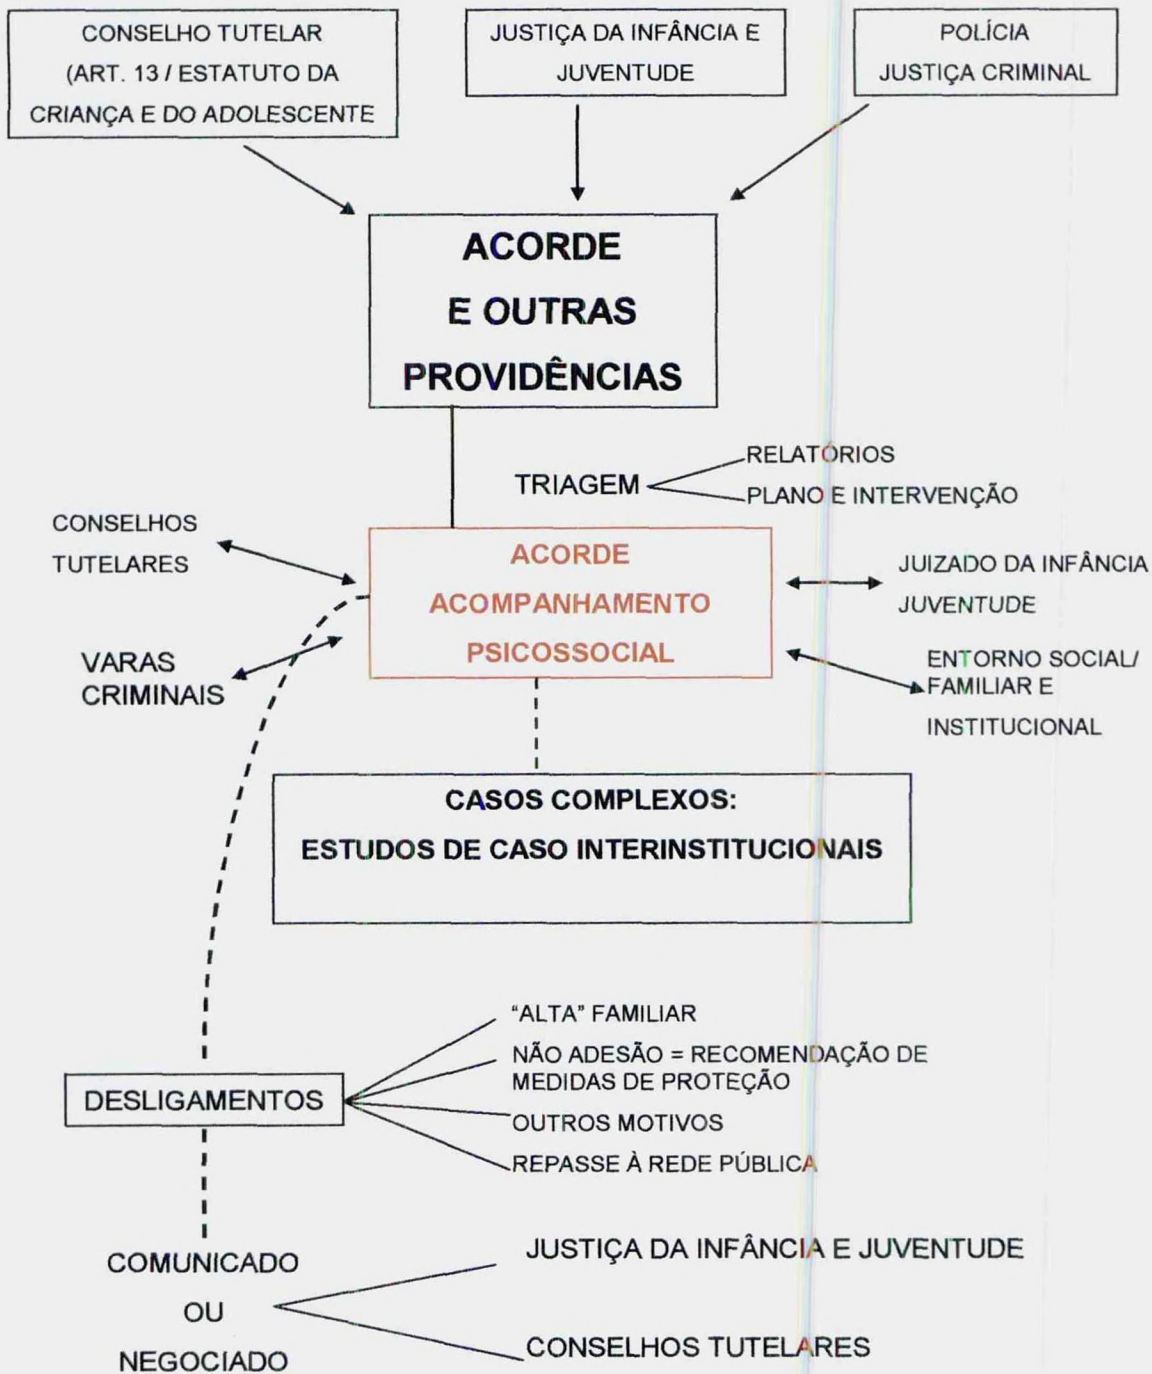 CONSELHO TUTELAR
(ART. 13 / ESTATUTO DA
CRIANÇA E DO ADOLESCENTE
JUSTIÇA DA INFÂNCIA E
JUVENTUDE
POLÍCIA
JUSTIÇA CRIMINAL
ACORDE
E OUTRAS
PROVIDÊNCIAS
TRIAGEM
RELATÓRIOS
PLANO E INTERVENÇÃO
CONSELHOS
TUTELARES
VARAS
CRIMINAIS
ACORDE
ACOMPANHAMENTO
PSICOSSOCIAL
JUIZADO DA INFÂNCIA
JUVENTUDE
ENTORNO SOCIAL/
FAMILIAR E
INSTITUCIONAL
CASOS COMPLEXOS:
ESTUDOS DE CASO INTERINSTITUCIONAIS
DESLIGAMENTOS
“ALTA” FAMILIAR
NÃO ADESÃO = RECOMENDAÇÃO DE
MEDIDAS DE PROTEÇÃO
OUTROS MOTIVOS
REPASSE À REDE PÚBLICA
COMUNICADO
OU
NEGOCIADO
JUSTIÇA DA INFÂNCIA E JUVENTUDE
CONSELHOS TUTELARES